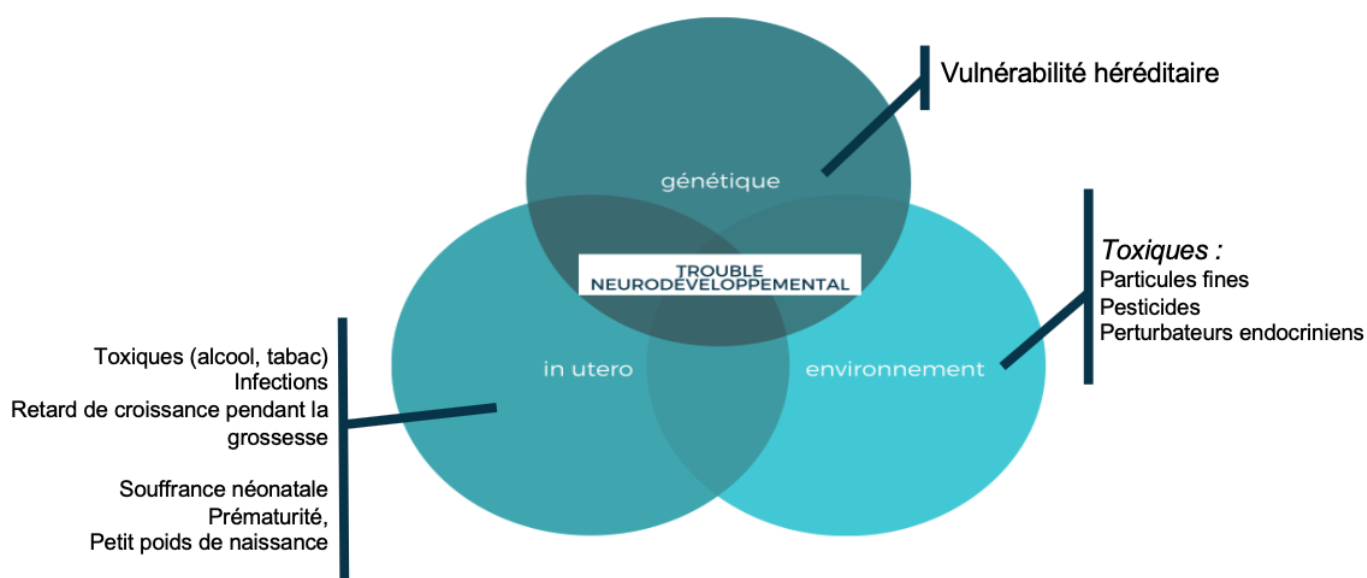 Vulnérabilité héréditaire
génétique
TROUBLE
NEURODÉVELOPPEMENTAL
Toxiques :
Particules fines
Pesticides
Perturbateurs endocriniens
in utero
environnement
Toxiques (alcool, tabac)
Infections
Retard de croissance pendant la
grossesse
Souffrance néonatale
Prématurité,
Petit poids de naissance